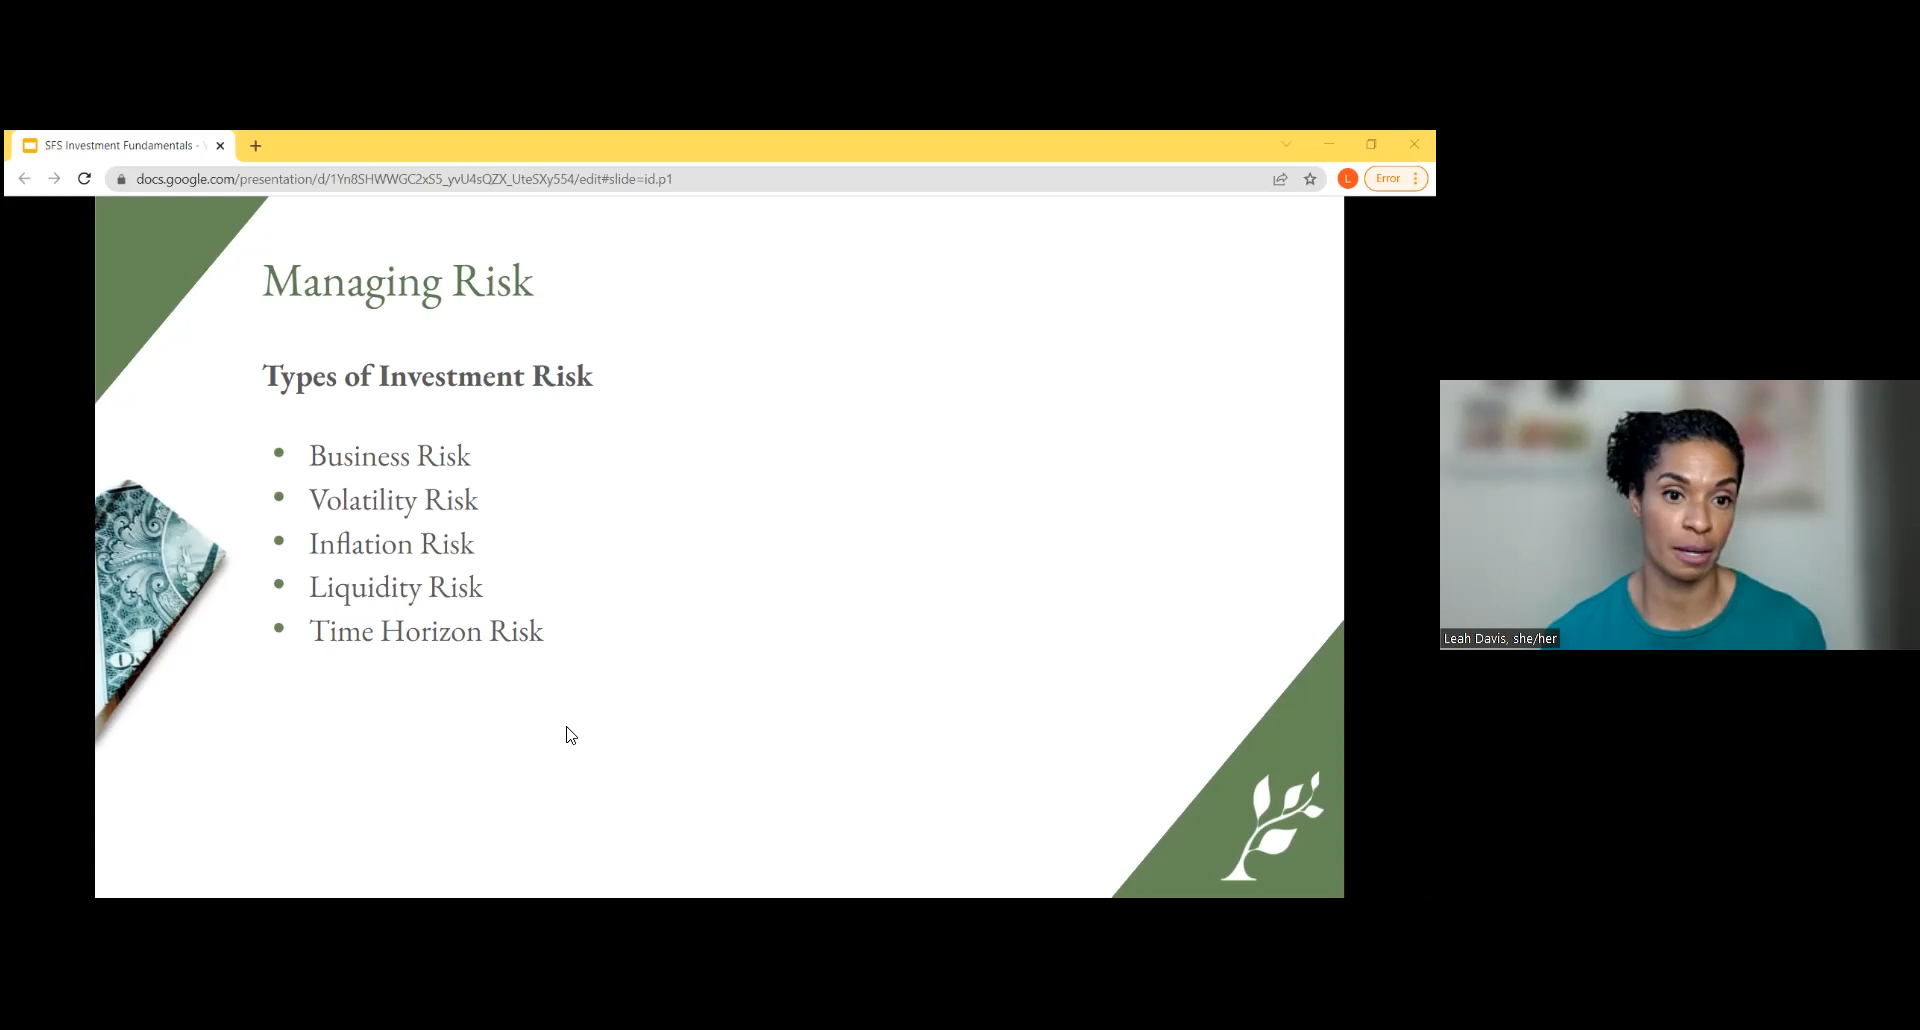 SFS Investment Fundamentals -
docs.google.com/presentation/d/1Yn8SHWWGC2xS5_yvU4sQZX_UteSXy554/edit#slide=id.p1
L
Error
Managing Risk
Types of Investment Risk
• Business Risk
• Volatility Risk
• Inflation Risk
• Liquidity Risk
• Time Horizon Risk
Leah Davis, she/her